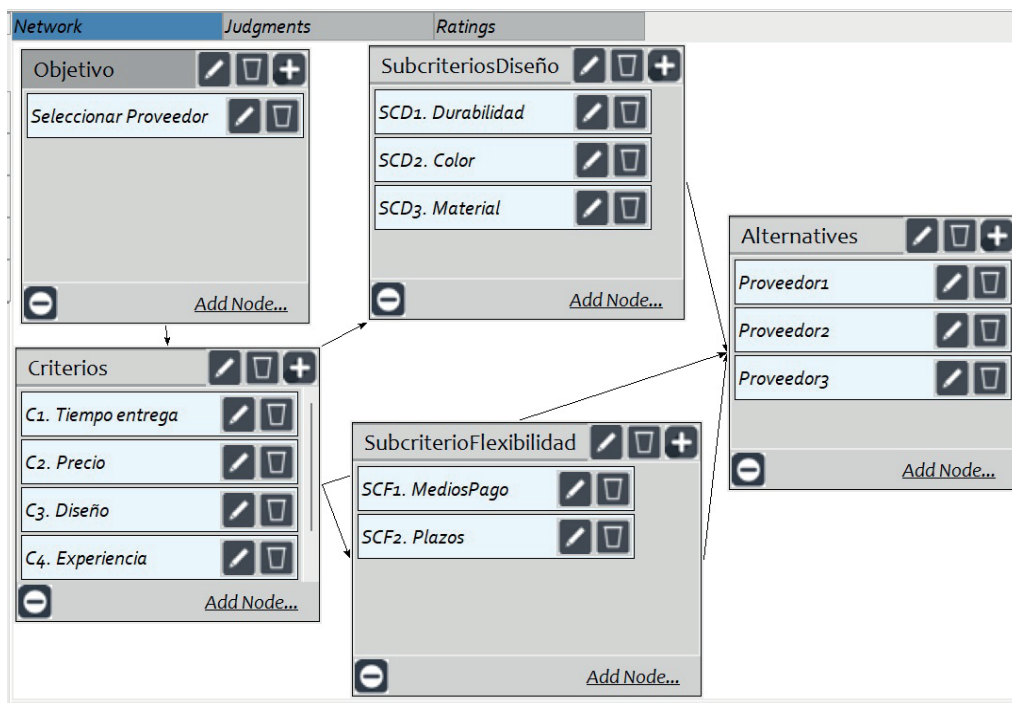 Network
Judgments
Ratings
Objetivo
Seleccionar Proveedor
Add Node...
SubcriteriosDiseño
SCD1. Durabilidad
SCD2. Color
SCD3. Material
Add Node...
Criterios
C1. Tiempo entrega
C2. Precio
C3. Diseño
C4. Experiencia
Add Node...
SubcriterioFlexibilidad
SCF1. MediosPago
SCF2. Plazos
Add Node...
Alternatives
Proveedor1
Proveedor2
Proveedor3
Add Node...